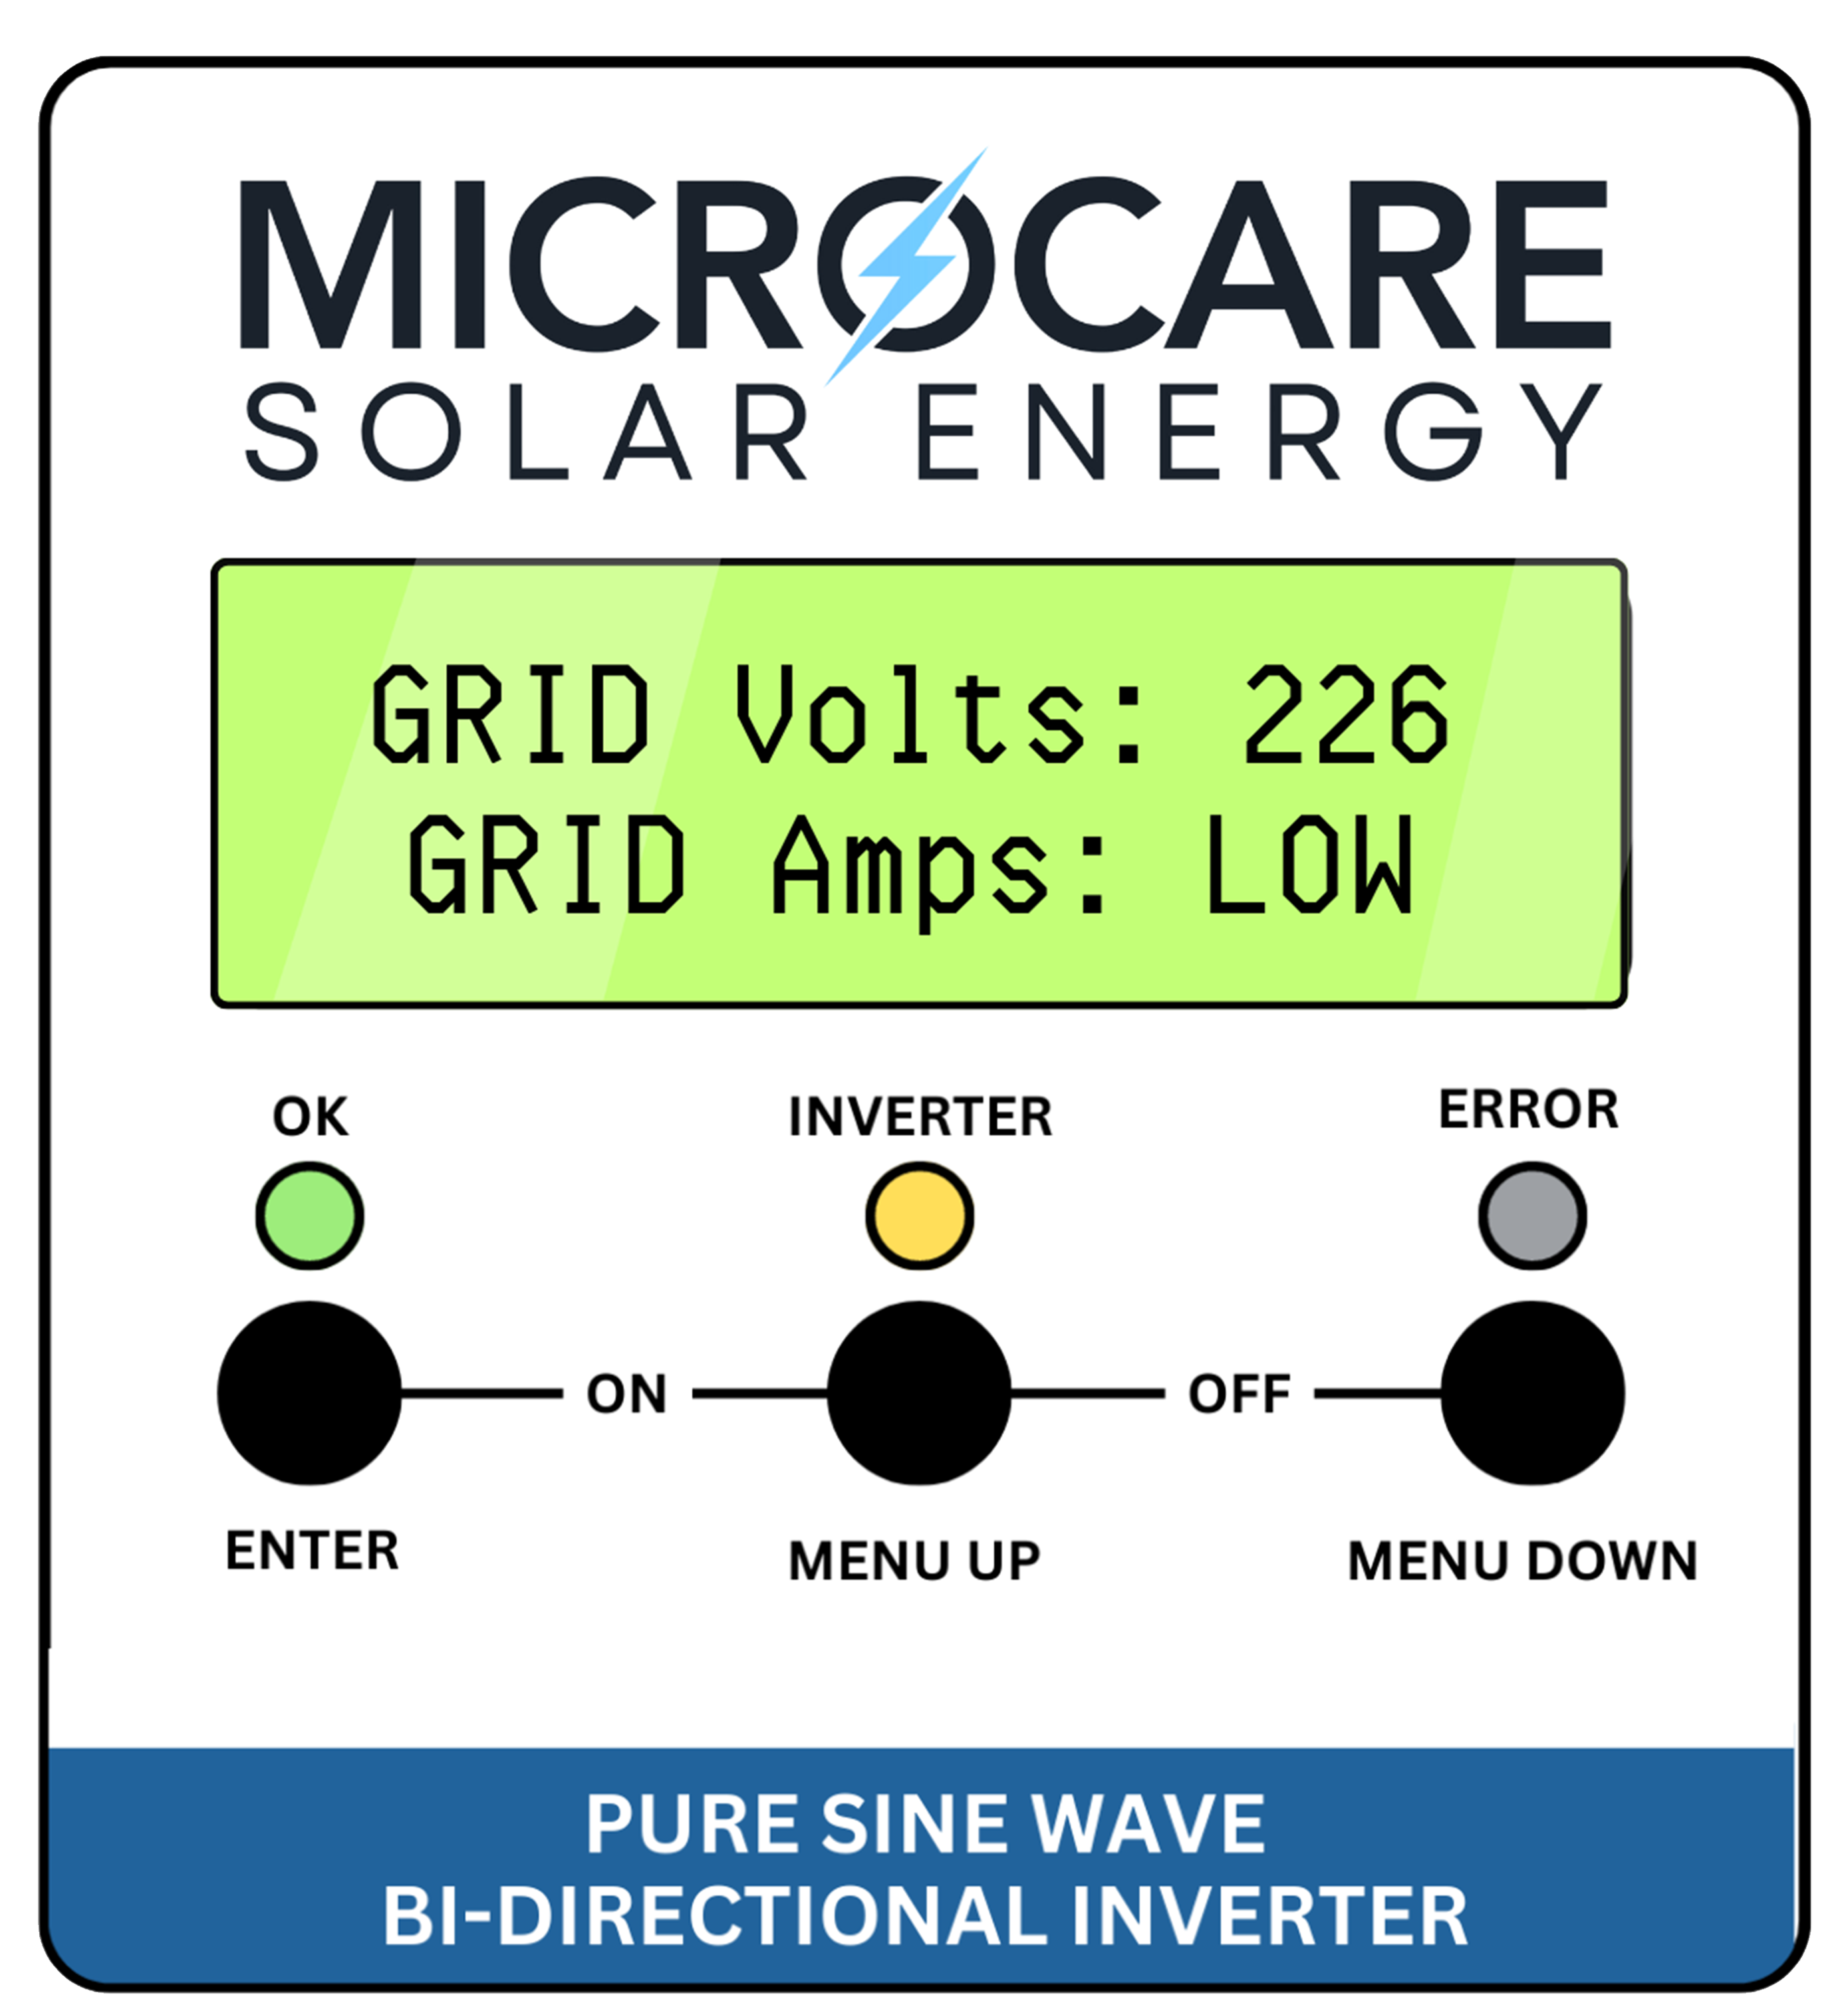 MICROCARE
SOLAR ENERGY
GRID Volts: 226
GRID Amps: LOW
OK INVERTER ERROR
ON OFF
ENTER MENU UP MENU DOWN
PURE SINE WAVE
BI-DIRECTIONAL INVERTER